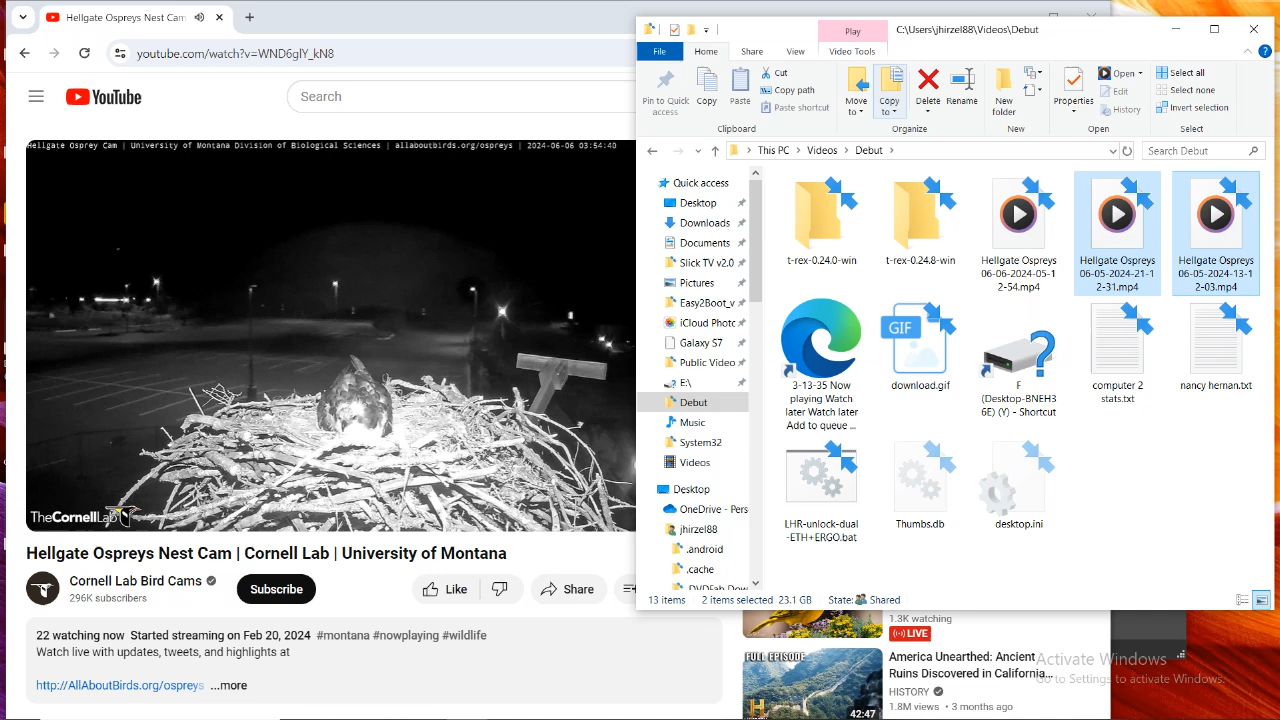 Hellgate Ospreys Nest Cam
youtube.com/watch?v=WND6glY_kN8
YouTube
Search
Hellgate Osprey Cam | University of Montana Division of Biological Sciences | allaboutbirds.org/ospreys | 2024-06-06 03:54:40
TheCornellLab
Hellgate Ospreys Nest Cam | Cornell Lab | University of Montana
Cornell Lab Bird Cams
296K subscribers
Subscribe
Like
Share
22 watching now Started streaming on Feb 20, 2024 #montana #nowplaying #wildlife
Watch live with updates, tweets, and highlights at
http://AllAboutBirds.org/ospreys ...more
Play
C:\Users\jhirzel88\Videos\Debut
File Home Share View Video Tools
Pin to Quick access
Copy
Paste
Cut
Copy path
Paste shortcut
Clipboard
Move to
Copy to
Delete
Rename
Organize
New folder
New
Properties
Open
Edit
History
Open
Select all
Select none
Invert selection
Select
This PC > Videos > Debut >
Search Debut
Quick access
Desktop
Downloads
Documents
Slick TV v2.0
Pictures
Easy2Boot_v
iCloud Photo
Galaxy S7
Public Video
E:\
Debut
Music
System32
Videos
Desktop
OneDrive - Pers
jhirzel88
.android
.cache
DVDFab Dow
t-rex-0.24.0-win
t-rex-0.24.8-win
Hellgate Ospreys
06-06-2024-05-1
2-54.mp4
Hellgate Ospreys
06-05-2024-21-1
2-31.mp4
Hellgate Ospreys
06-05-2024-13-1
2-03.mp4
3-13-35 Now
playing Watch
later Watch later
Add to queue ...
GIF
download.gif
F
(Desktop-BNEH3
6E) (Y) - Shortcut
computer 2
stats.txt
nancy hernan.txt
LHR-unlock-dual
-ETH+ERGO.bat
Thumbs.db
desktop.ini
13 items 2 items selected 23.1 GB State: Shared
1.3K watching
LIVE
FULL EPISODE
42:47
America Unearthed: Ancient
Ruins Discovered in California...
HISTORY
1.8M views • 3 months ago
Activate Windows
Go to Settings to activate Windows.